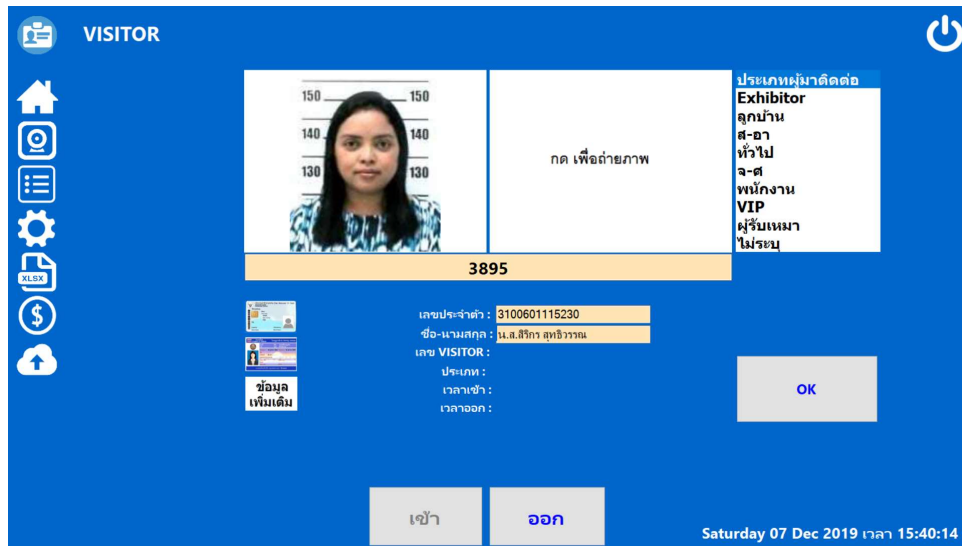 VISITOR
150 150
140 140
130 130
กด เพื่อถ่ายภาพ
ประเภทผู้มาติดต่อ
Exhibitor
ลูกบ้าน
ส-อา
ทั่วไป
จ-ศ
พนักงาน
VIP
ผู้รับเหมา
ไม่ระบุ
3895
XLSX
เลขประจำตัว : 3100601115230
ชื่อ-นามสกุล : น.ส.สิริกร สุทธิวรรณ
เลข VISITOR :
ประเภท :
เวลาเข้า :
เวลาออก :
ข้อมูล
เพิ่มเติม
OK
เข้า
ออก
Saturday 07 Dec 2019 เวลา 15:40:14